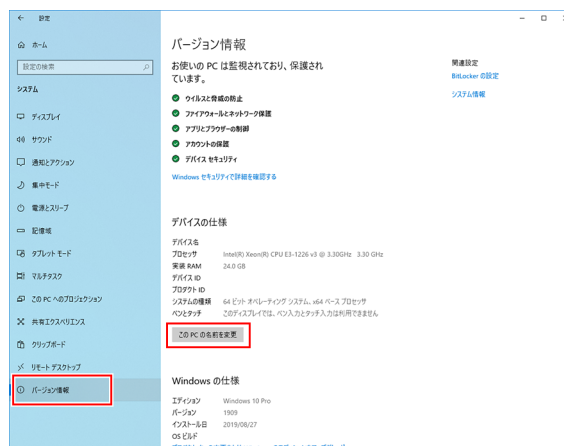 設定
ホーム
設定の検索
システム
ディスプレイ
サウンド
通知とアクション
集中モード
電源とスリープ
記憶域
タブレット モード
マルチタスク
この PC へのプロジェクション
共有エクスペリエンス
クリップボード
リモート デスクトップ
バージョン情報
バージョン情報
お使いの PC は監視されており、保護され
ています。
ウイルスと脅威の防止
ファイアウォールとネットワーク保護
アプリとブラウザーの制御
アカウントの保護
デバイス セキュリティ
Windows セキュリティで詳細を確認する
デバイスの仕様
デバイス名
プロセッサ Intel(R) Xeon(R) CPU E3-1226 v3 @ 3.30GHz 3.30 GHz
実装 RAM 24.0 GB
デバイス ID
プロダクト ID
システムの種類 64 ビット オペレーティング システム、x64 ベース プロセッサ
ペンとタッチ このディスプレイでは、ペン入力とタッチ入力は利用できません
この PC の名前を変更
Windows の仕様
エディション Windows 10 Pro
バージョン 1909
インストール日 2019/08/27
OS ビルド
関連設定
BitLocker の設定
システム情報